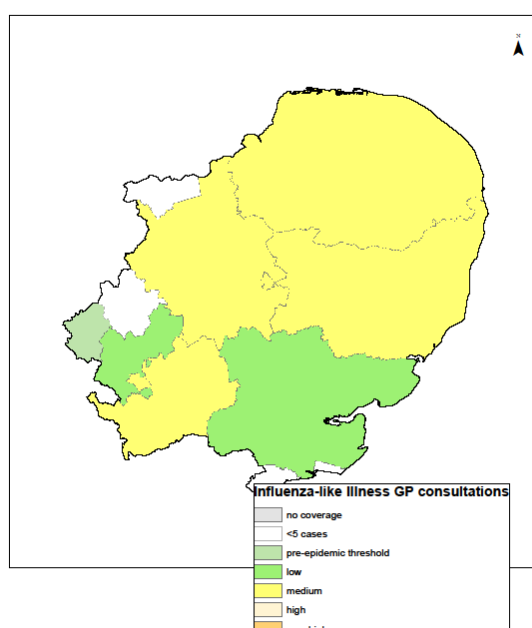 N
Influenza-like Illness GP consultations
no coverage
<5 cases
pre-epidemic threshold
low
medium
high